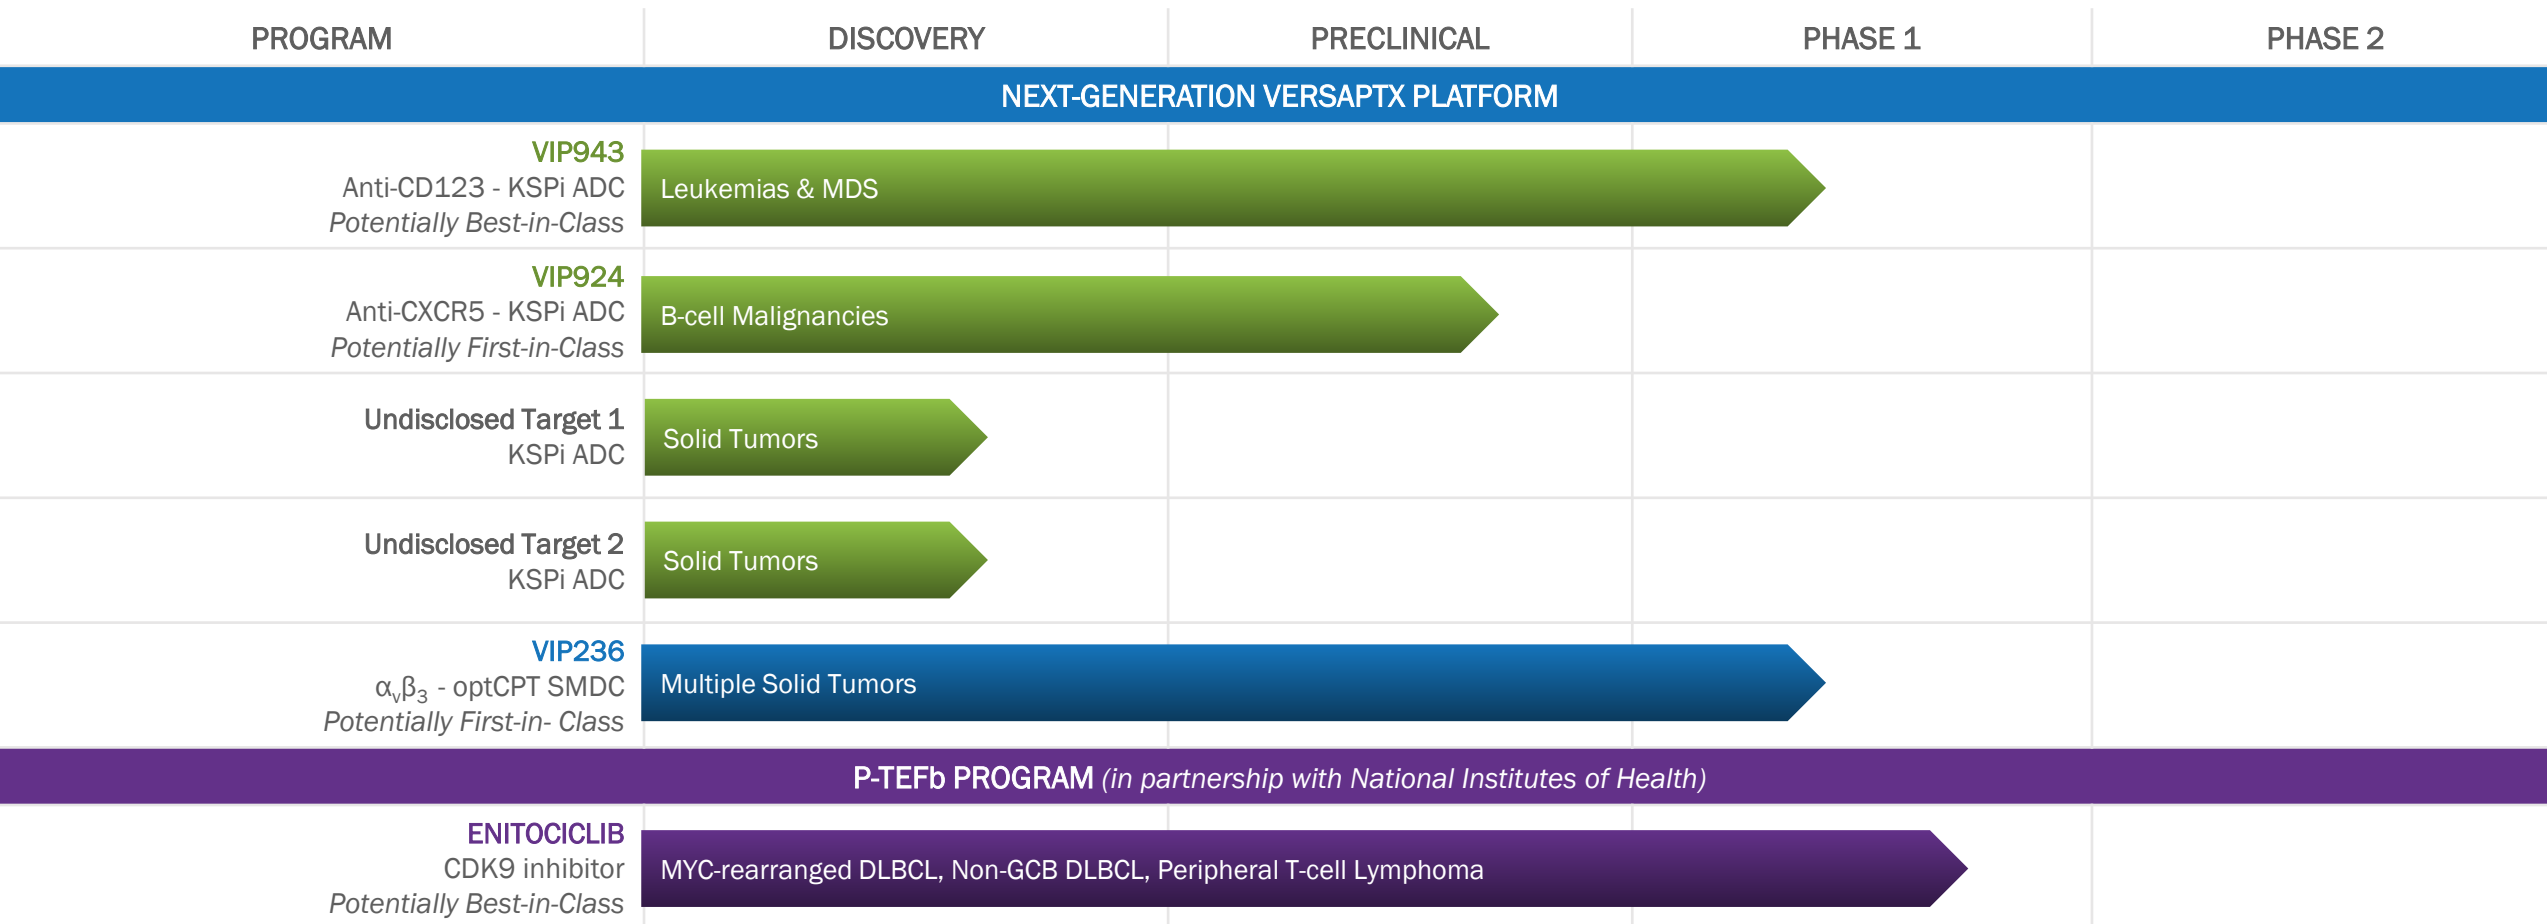 PROGRAM DISCOVERY PRECLINICAL PHASE 1 PHASE 2
NEXT-GENERATION VERSAPTX PLATFORM
VIP943
Anti-CD123 - KSPi ADC
Potentially Best-in-Class
Leukemias & MDS
VIP924
Anti-CXCR5 - KSPi ADC
Potentially First-in-Class
B-cell Malignancies
Undisclosed Target 1
KSPi ADC
Solid Tumors
Undisclosed Target 2
KSPi ADC
Solid Tumors
VIP236
αᵥβ₃ - optCPT SMDC
Potentially First-in- Class
Multiple Solid Tumors
P-TEFb PROGRAM (in partnership with National Institutes of Health)
ENITOCICLIB
CDK9 inhibitor
Potentially Best-in-Class
MYC-rearranged DLBCL, Non-GCB DLBCL, Peripheral T-cell Lymphoma